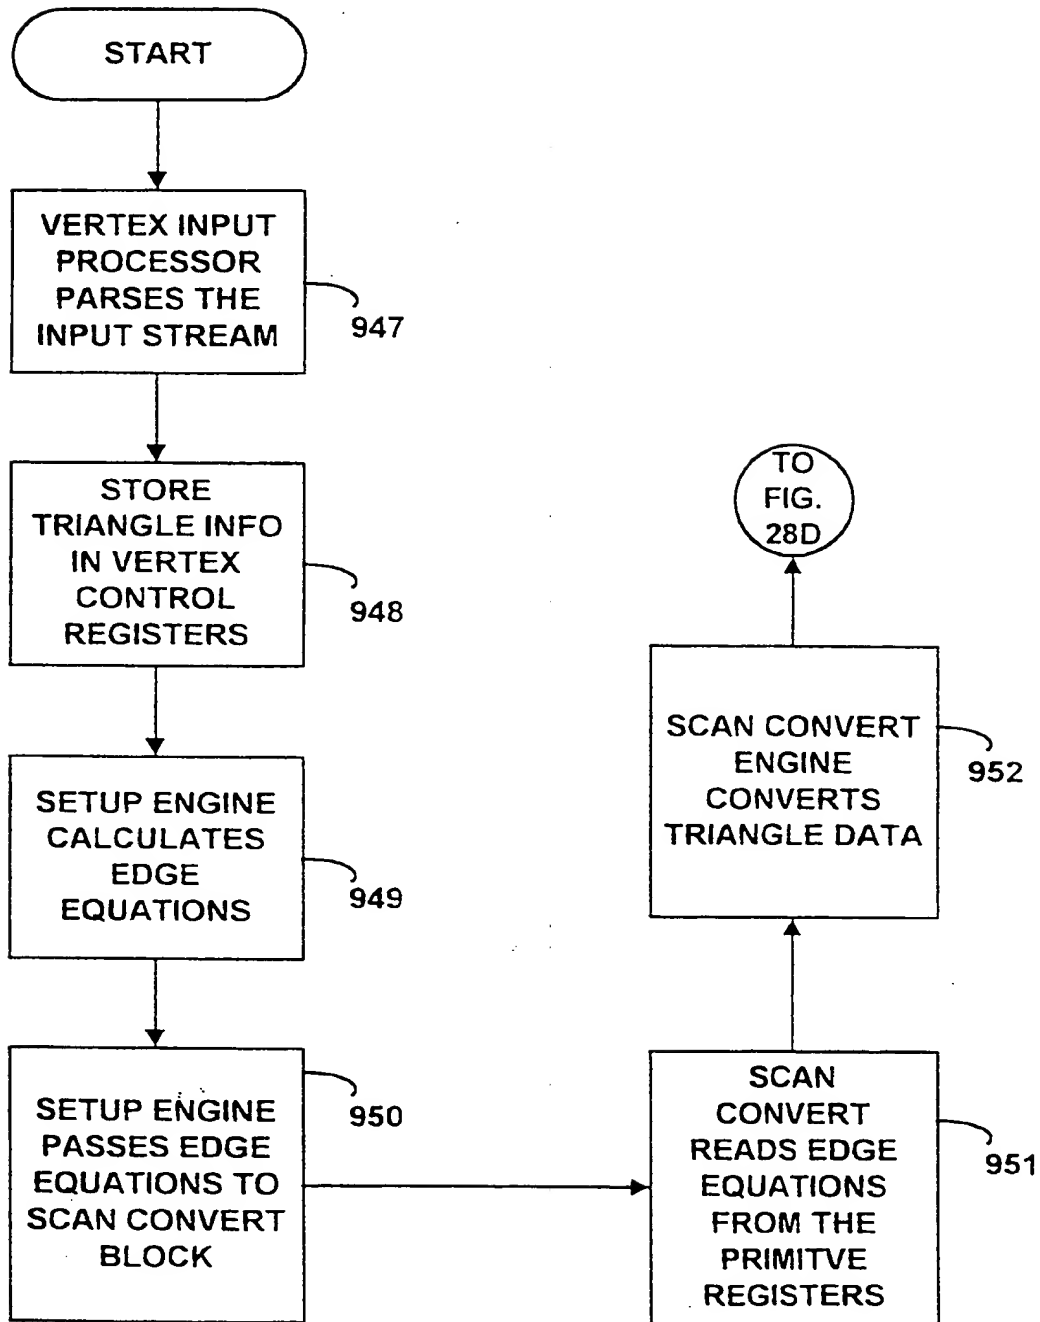 START
VERTEX INPUT
PROCESSOR
PARSES THE
INPUT STREAM
947
STORE
TRIANGLE INFO
IN VERTEX
CONTROL
REGISTERS
948
SETUP ENGINE
CALCULATES
EDGE
EQUATIONS
949
SETUP ENGINE
PASSES EDGE
EQUATIONS TO
SCAN CONVERT
BLOCK
950
SCAN
CONVERT
READS EDGE
EQUATIONS
FROM THE
PRIMITVE
REGISTERS
951
SCAN CONVERT
ENGINE
CONVERTS
TRIANGLE DATA
952
TO
FIG.
28D